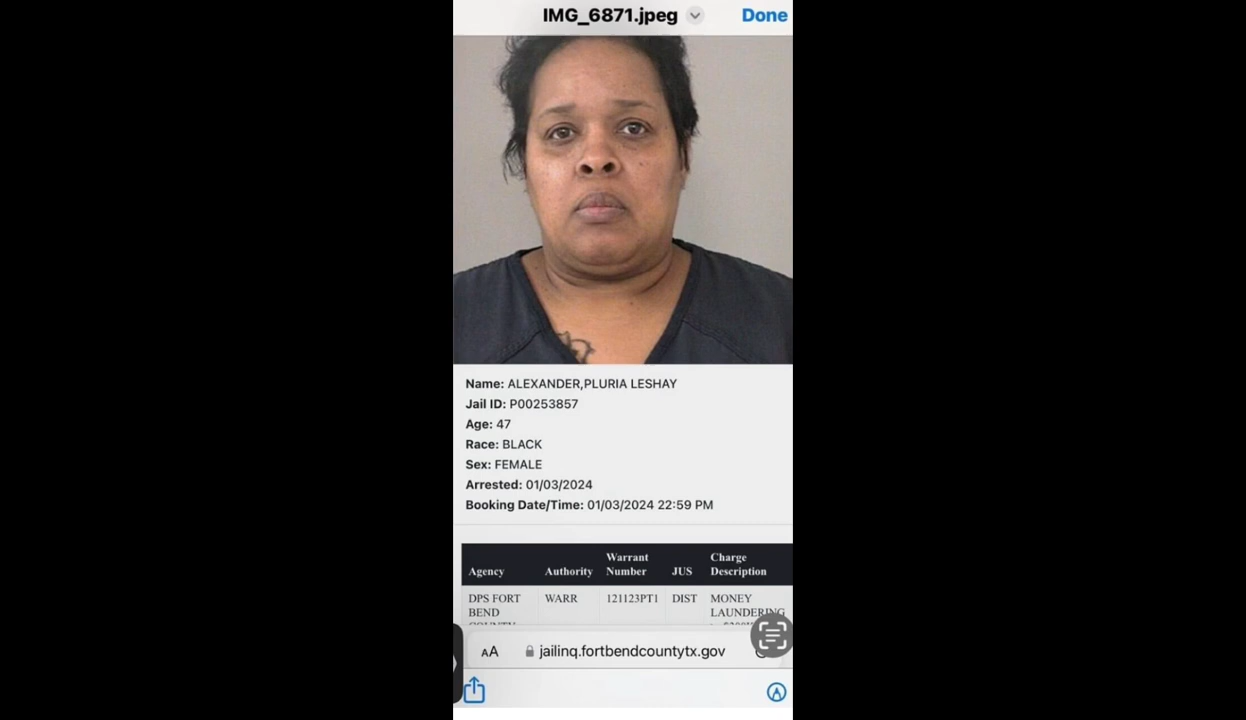 IMG_6871.jpeg
Done
Name: ALEXANDER,PLURIA LESHAY
Jail ID: P00253857
Age: 47
Race: BLACK
Sex: FEMALE
Arrested: 01/03/2024
Booking Date/Time: 01/03/2024 22:59 PM
Agency Authority Warrant Number JUS Charge Description
DPS FORT WARR 121123PT1 DIST MONEY
BEND LAUNDERING
AA jailinq.fortbendcountytx.gov